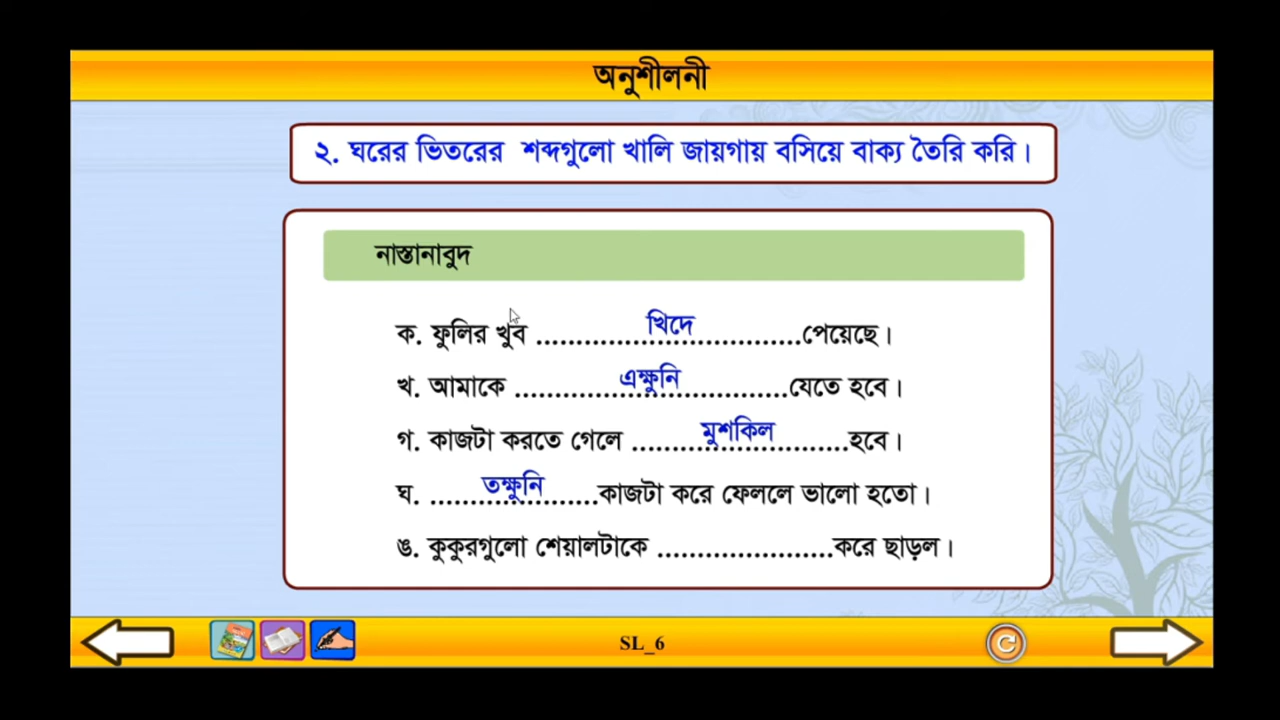 অনুশীলনী
২. ঘরের ভিতরের শব্দগুলো খালি জায়গায় বসিয়ে বাক্য তৈরি করি।
নাস্তানাবুদ
ক. ফুলির খুব ................খিদে................পেয়েছে।
খ. আমাকে ................এক্ষুনি................যেতে হবে।
গ. কাজটা করতে গেলে ................মুশকিল................হবে।
ঘ. ................তক্ষুনি................কাজটা করে ফেললে ভালো হতো।
ঙ. কুকুরগুলো শেয়ালটাকে ......................করে ছাড়ল।
SL_6